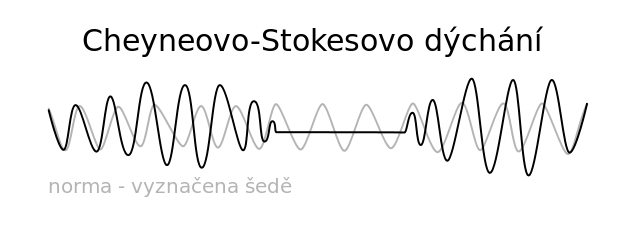 Cheyneovo-Stokesovo dýchání
norma - vyznačena šedě